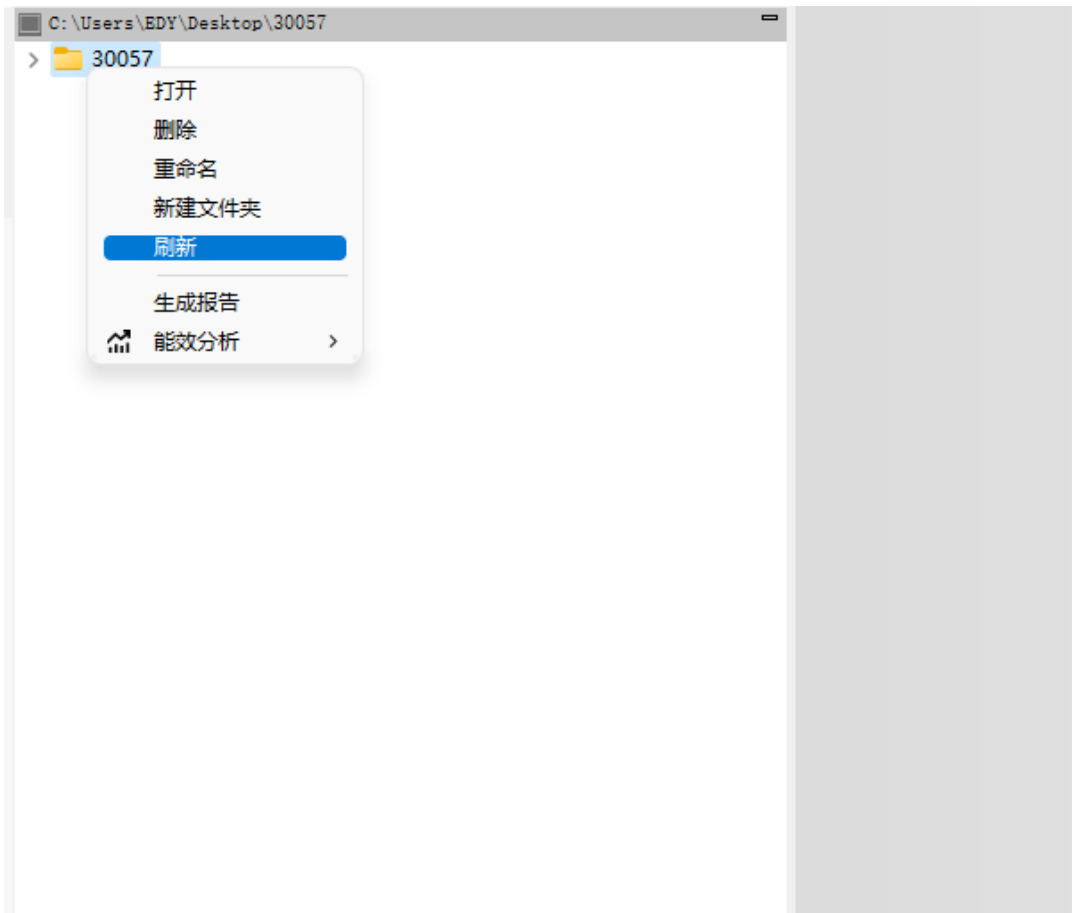 C:\Users\EDY\Desktop\30057
30057
打开
删除
重命名
新建文件夹
刷新
生成报告
能效分析